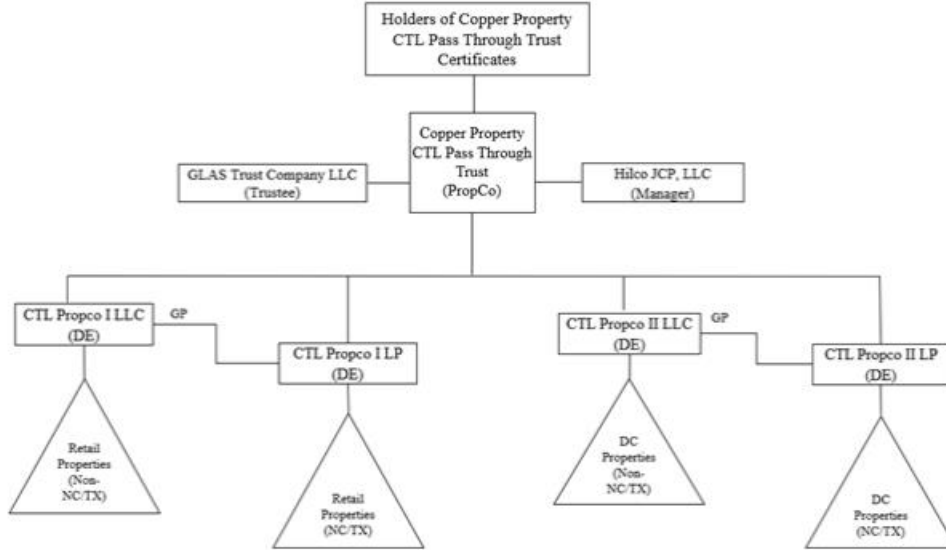 Holders of Copper Property
CTL Pass Through Trust
Certificates
Copper Property
CTL Pass Through
Trust
(PropCo)
GLAS Trust Company LLC
(Trustee)
Hilco JCP, LLC
(Manager)
CTL Propco I LLC
(DE)
GP
CTL Propco I LP
(DE)
CTL Propco II LLC
(DE)
GP
CTL Propco II LP
(DE)
Retail
Properties
(Non-
NC/TX)
Retail
Properties
(NC/TX)
DC
Properties
(Non-
NC/TX)
DC
Properties
(NC/TX)